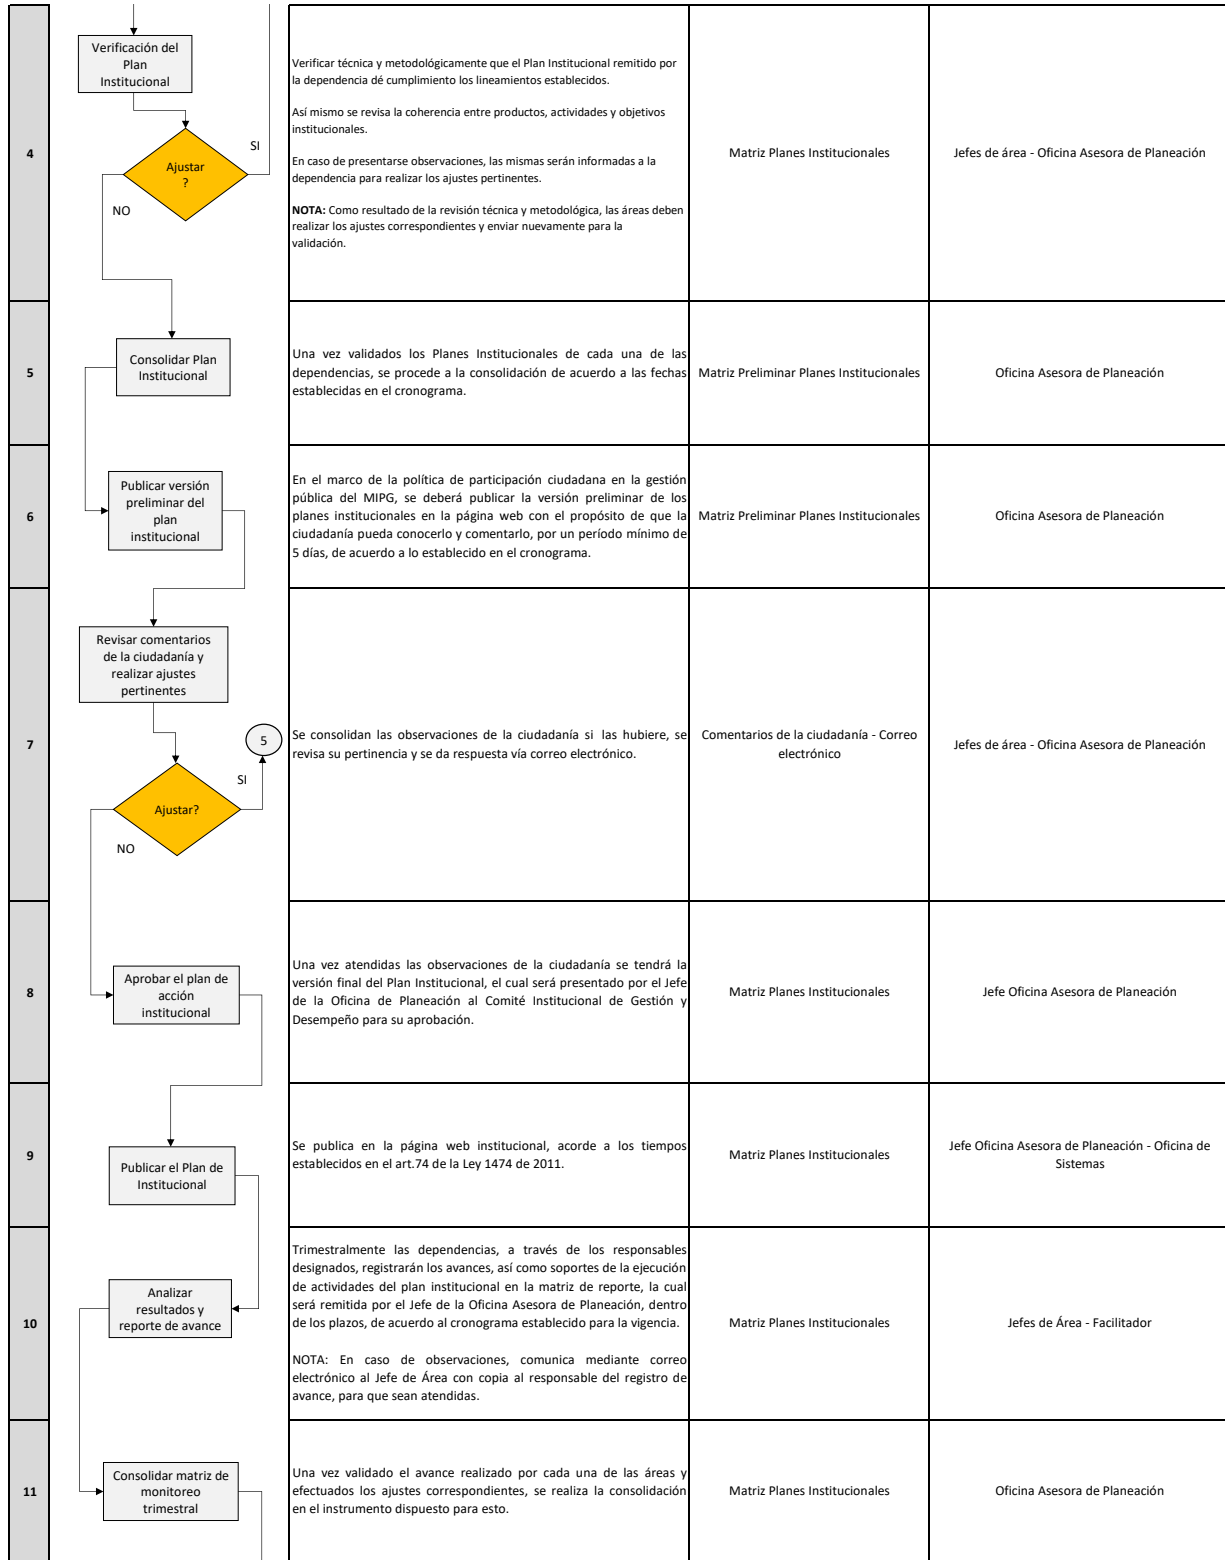 4
Verificación del
Plan
Institucional
Ajustar
?
SI
NO
Verificar técnica y metodológicamente que el Plan Institucional remitido por
la dependencia dé cumplimiento los lineamientos establecidos.
Así mismo se revisa la coherencia entre productos, actividades y objetivos
institucionales.
En caso de presentarse observaciones, las mismas serán informadas a la
dependencia para realizar los ajustes pertinentes.
NOTA: Como resultado de la revisión técnica y metodológica, las áreas deben
realizar los ajustes correspondientes y enviar nuevamente para la
validación.
Matriz Planes Institucionales
Jefes de área - Oficina Asesora de Planeación
5
Consolidar Plan
Institucional
Una vez validados los Planes Institucionales de cada una de las
dependencias, se procede a la consolidación de acuerdo a las fechas
establecidas en el cronograma.
Matriz Preliminar Planes Institucionales
Oficina Asesora de Planeación
6
Publicar versión
preliminar del
plan
institucional
En el marco de la política de participación ciudadana en la gestión
pública del MIPG, se deberá publicar la versión preliminar de los
planes institucionales en la página web con el propósito de que la
ciudadanía pueda conocerlo y comentarlo, por un período mínimo de
5 días, de acuerdo a lo establecido en el cronograma.
Matriz Preliminar Planes Institucionales
Oficina Asesora de Planeación
7
Revisar comentarios
de la ciudadanía y
realizar ajustes
pertinentes
5
SI
Ajustar?
NO
Se consolidan las observaciones de la ciudadanía si las hubiere, se
revisa su pertinencia y se da respuesta vía correo electrónico.
Comentarios de la ciudadanía - Correo
electrónico
Jefes de área - Oficina Asesora de Planeación
8
Aprobar el plan de
acción
institucional
Una vez atendidas las observaciones de la ciudadanía se tendrá la
versión final del Plan Institucional, el cual será presentado por el Jefe
de la Oficina de Planeación al Comité Institucional de Gestión y
Desempeño para su aprobación.
Matriz Planes Institucionales
Jefe Oficina Asesora de Planeación
9
Publicar el Plan de
Institucional
Se publica en la página web institucional, acorde a los tiempos
establecidos en el art.74 de la Ley 1474 de 2011.
Matriz Planes Institucionales
Jefe Oficina Asesora de Planeación - Oficina de
Sistemas
10
Analizar
resultados y
reporte de avance
Trimestralmente las dependencias, a través de los responsables
designados, registrarán los avances, así como soportes de la ejecución
de actividades del plan institucional en la matriz de reporte, la cual
será remitida por el Jefe de la Oficina Asesora de Planeación, dentro
de los plazos, de acuerdo al cronograma establecido para la vigencia.
NOTA: En caso de observaciones, comunica mediante correo
electrónico al Jefe de Área con copia al responsable del registro de
avance, para que sean atendidas.
Matriz Planes Institucionales
Jefes de Área - Facilitador
11
Consolidar matriz de
monitoreo
trimestral
Una vez validado el avance realizado por cada una de las áreas y
efectuados los ajustes correspondientes, se realiza la consolidación
en el instrumento dispuesto para esto.
Matriz Planes Institucionales
Oficina Asesora de Planeación